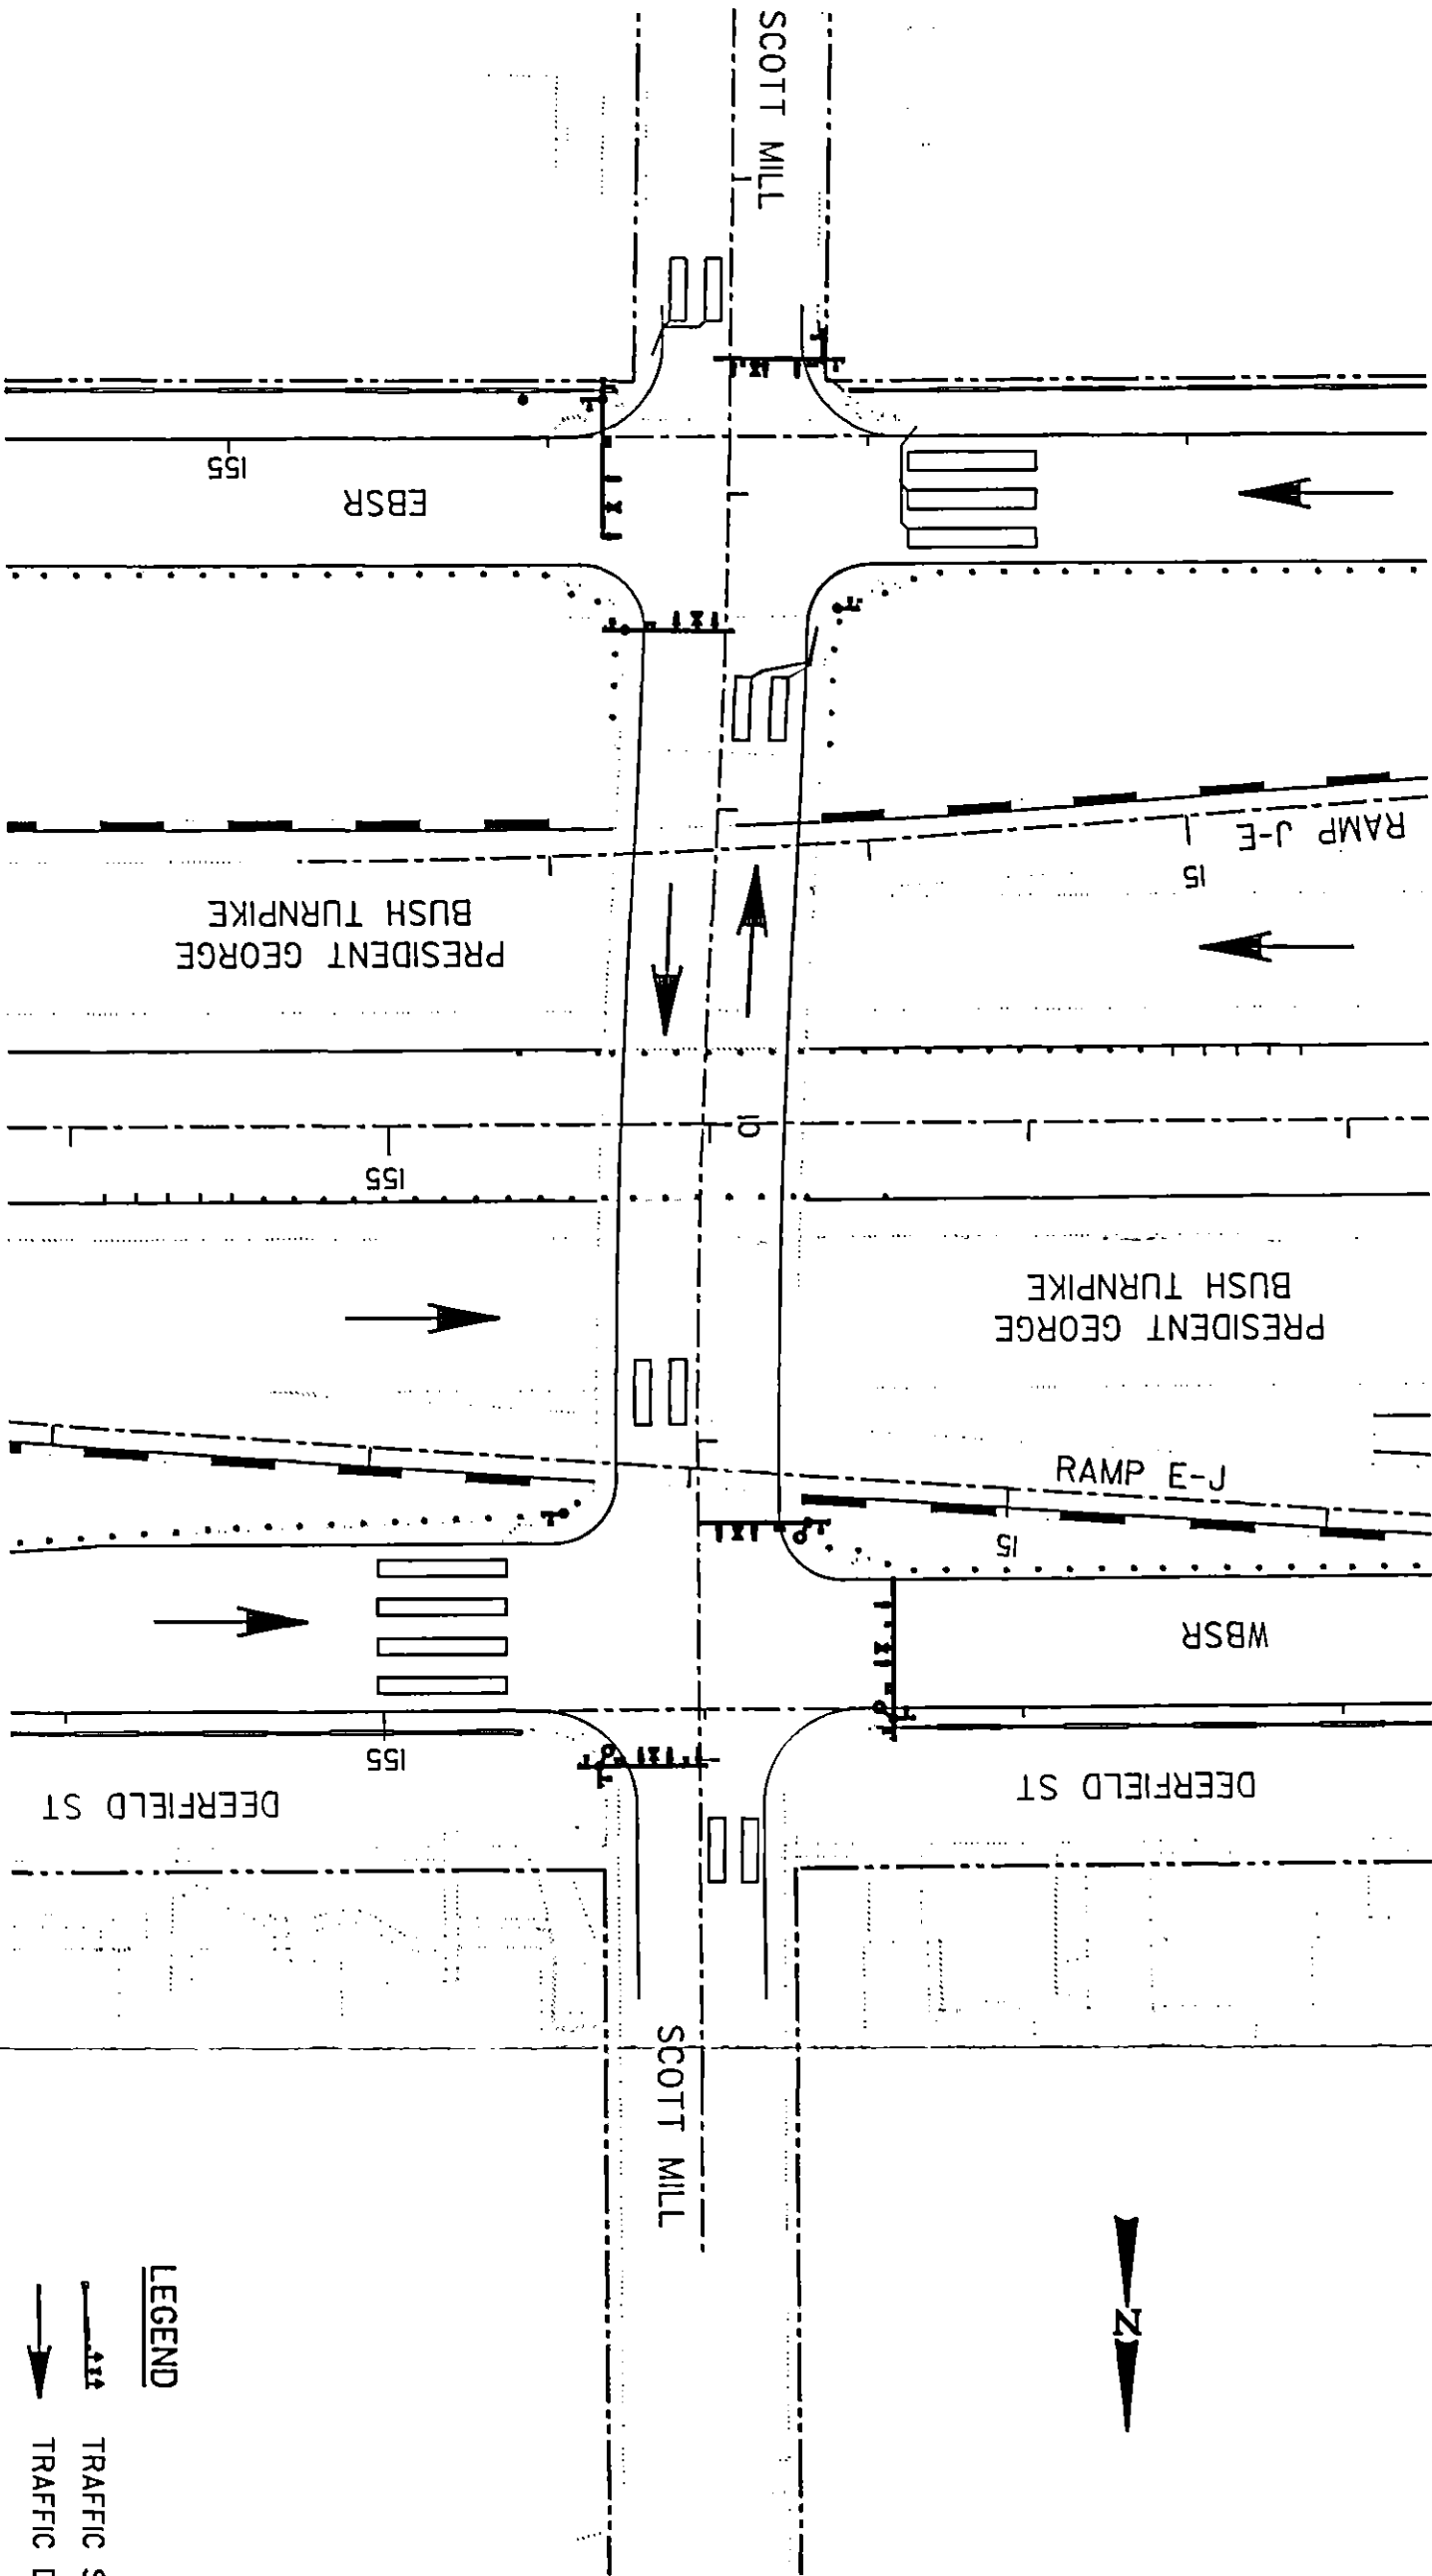 SCOTT MILL
155
EBSR
RAMP J-E
15
PRESIDENT GEORGE
BUSH TURNPIKE
10
155
PRESIDENT GEORGE
BUSH TURNPIKE
RAMP E-J
15
WBSR
155
DEERFIELD ST
DEERFIELD ST
SCOTT MILL
N
LEGEND
TRAFFIC
TRAFFIC